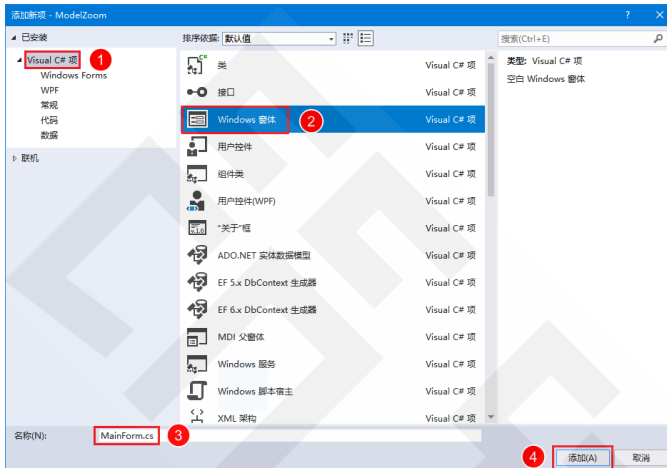 添加新项 - ModelZoom ? ×
已安装
排序依据: 默认值
搜索(Ctrl+E)
Visual C# 项 1
Windows Forms
WPF
常规
代码
数据
联机
类 Visual C# 项
接口 Visual C# 项
Windows 窗体 2 Visual C# 项
用户控件 Visual C# 项
组件类 Visual C# 项
用户控件(WPF) Visual C# 项
“关于”框 Visual C# 项
ADO.NET 实体数据模型 Visual C# 项
EF 5.x DbContext 生成器 Visual C# 项
EF 6.x DbContext 生成器 Visual C# 项
MDI 父窗体 Visual C# 项
Windows 服务 Visual C# 项
Windows 脚本宿主 Visual C# 项
XML 架构 Visual C# 项
类型: Visual C# 项
空白 Windows 窗体
名称(N): MainForm.cs 3
4 添加(A) 取消